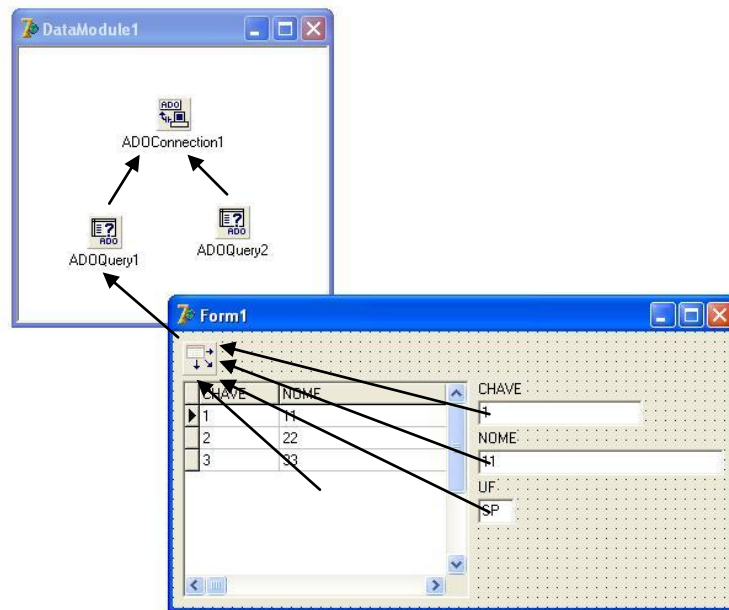 DataModule1
ADO
ADOConnection1
?
ADO
?
ADO
ADOQuery1
ADOQuery2
Form1
CHAVE NOME
1 11
2 22
3 33
CHAVE
1
NOME
11
UF
SP